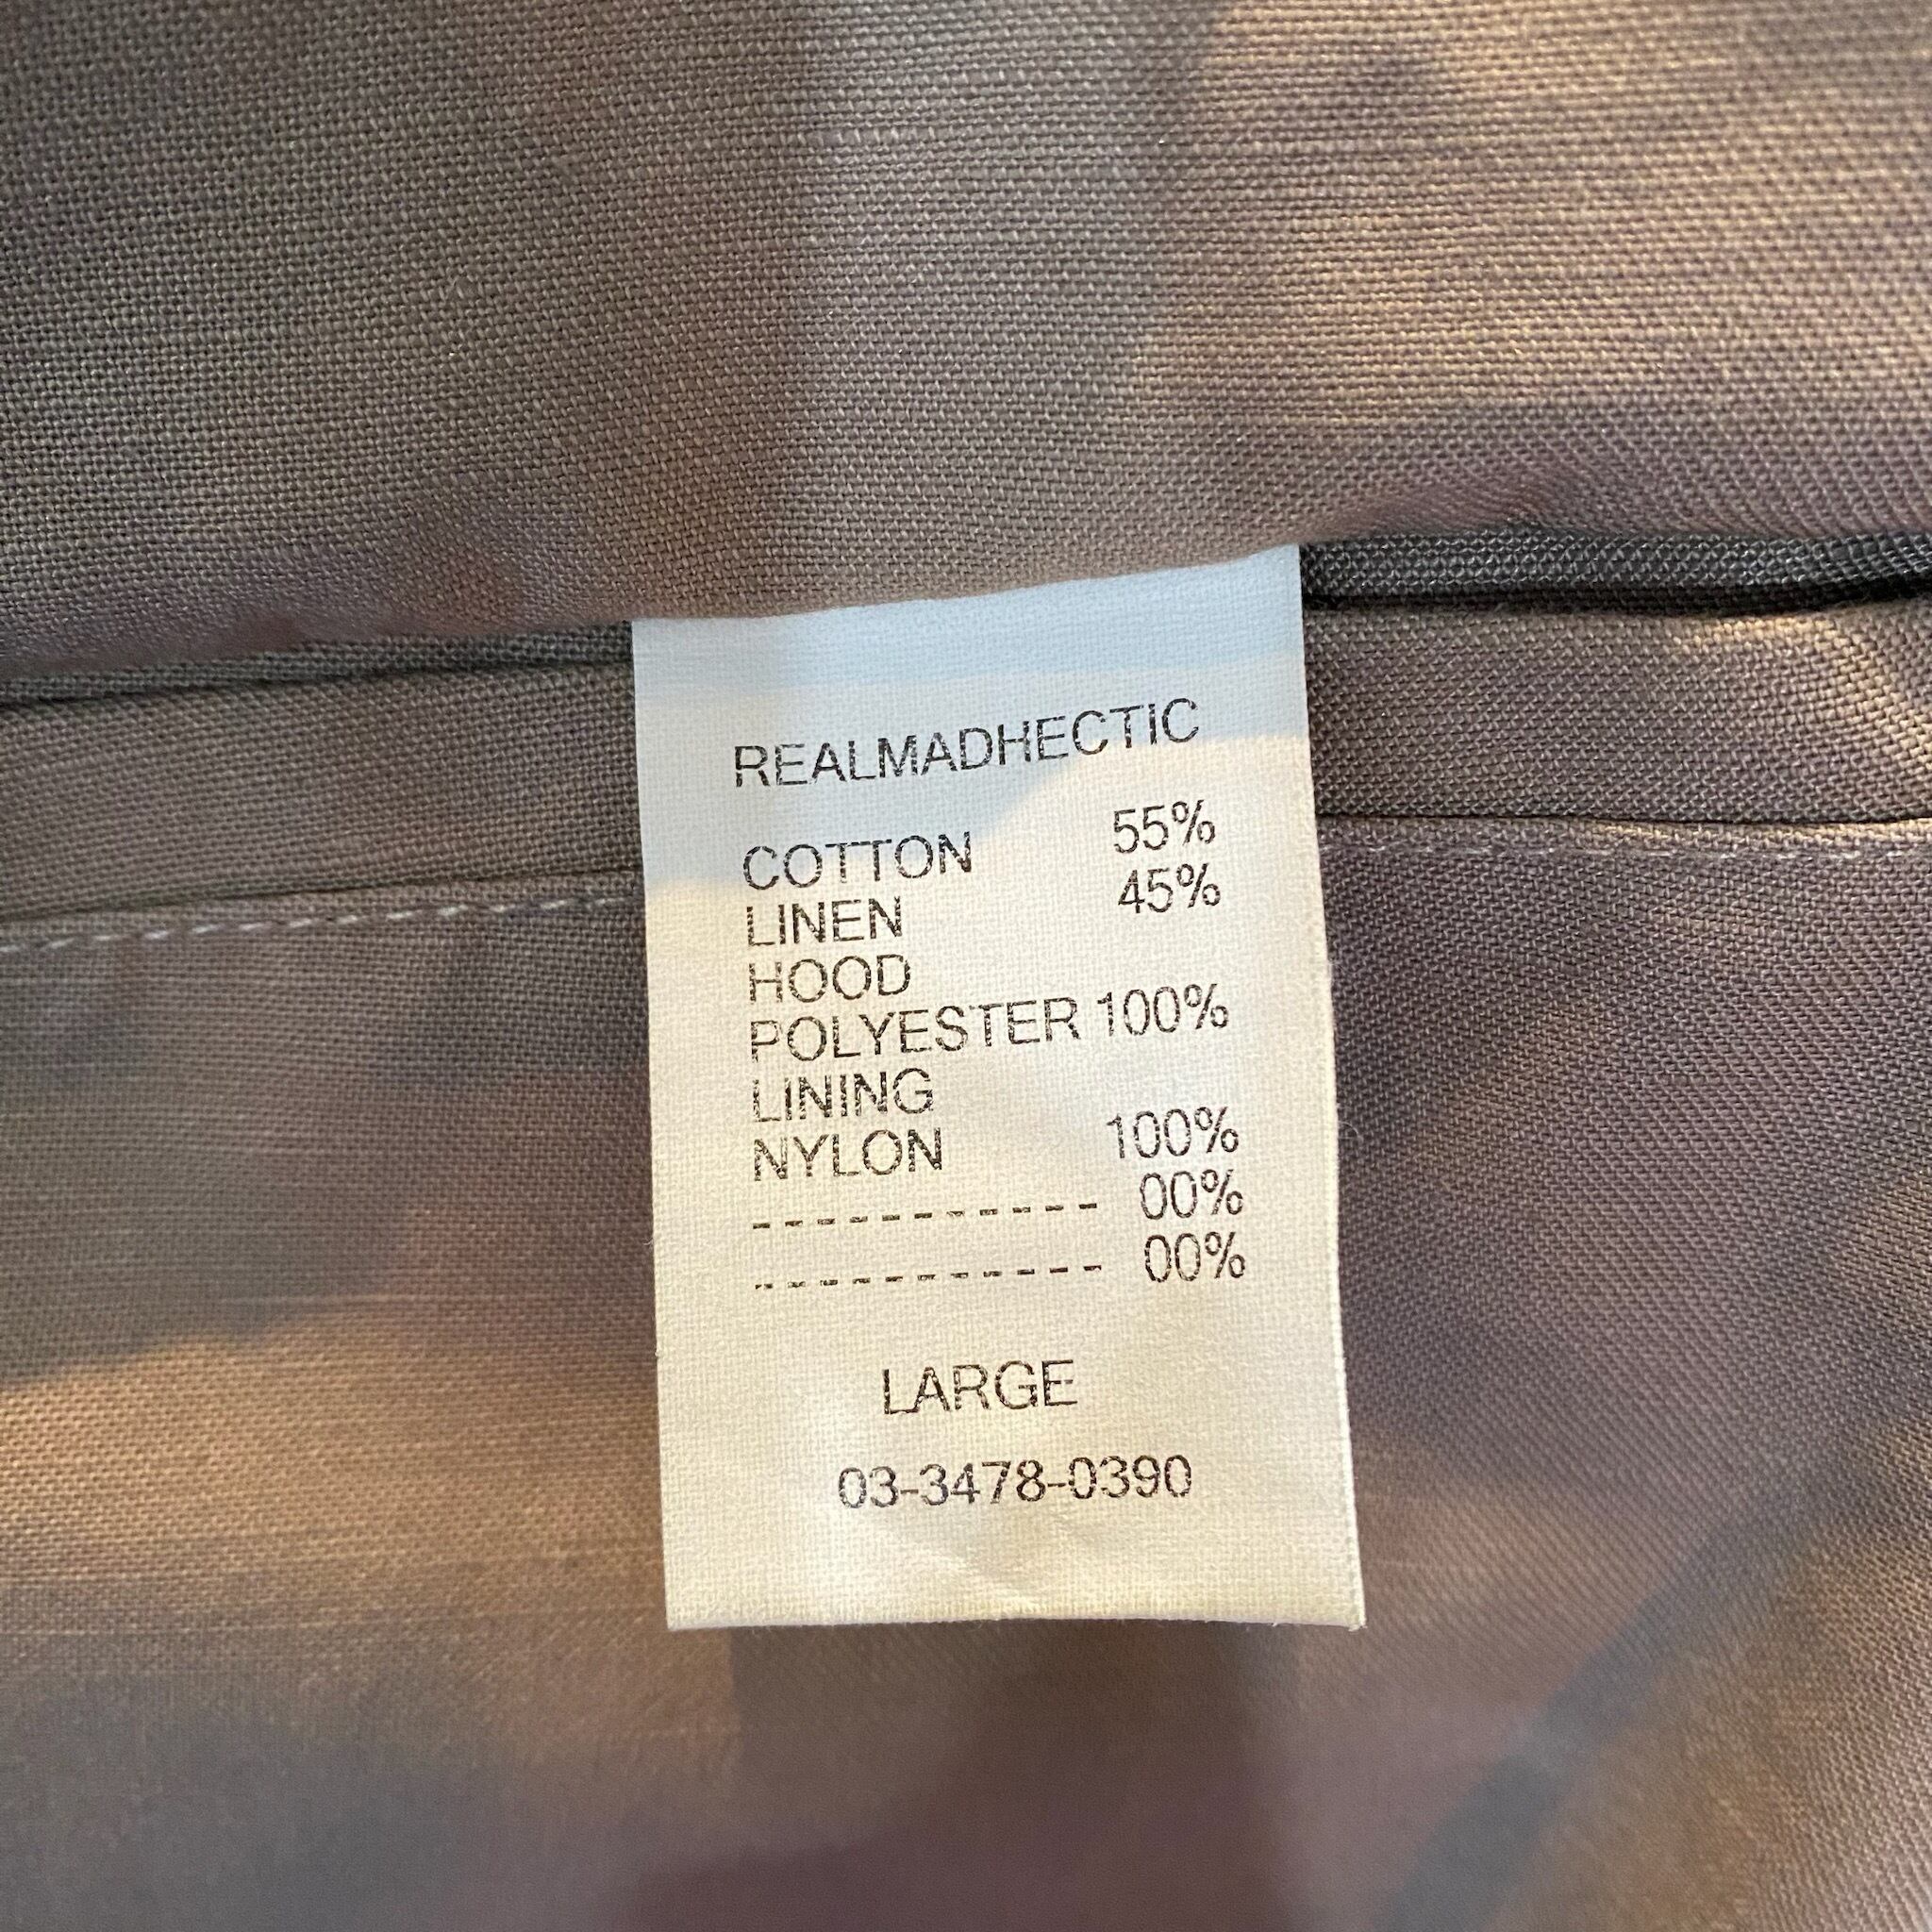 REALMADHECTIC
COTTON 55%
LINEN 45%
HOOD
POLYESTER 100%
LINING
NYLON 100%
----------- 00%
----------- 00%
LARGE
03-3478-0390